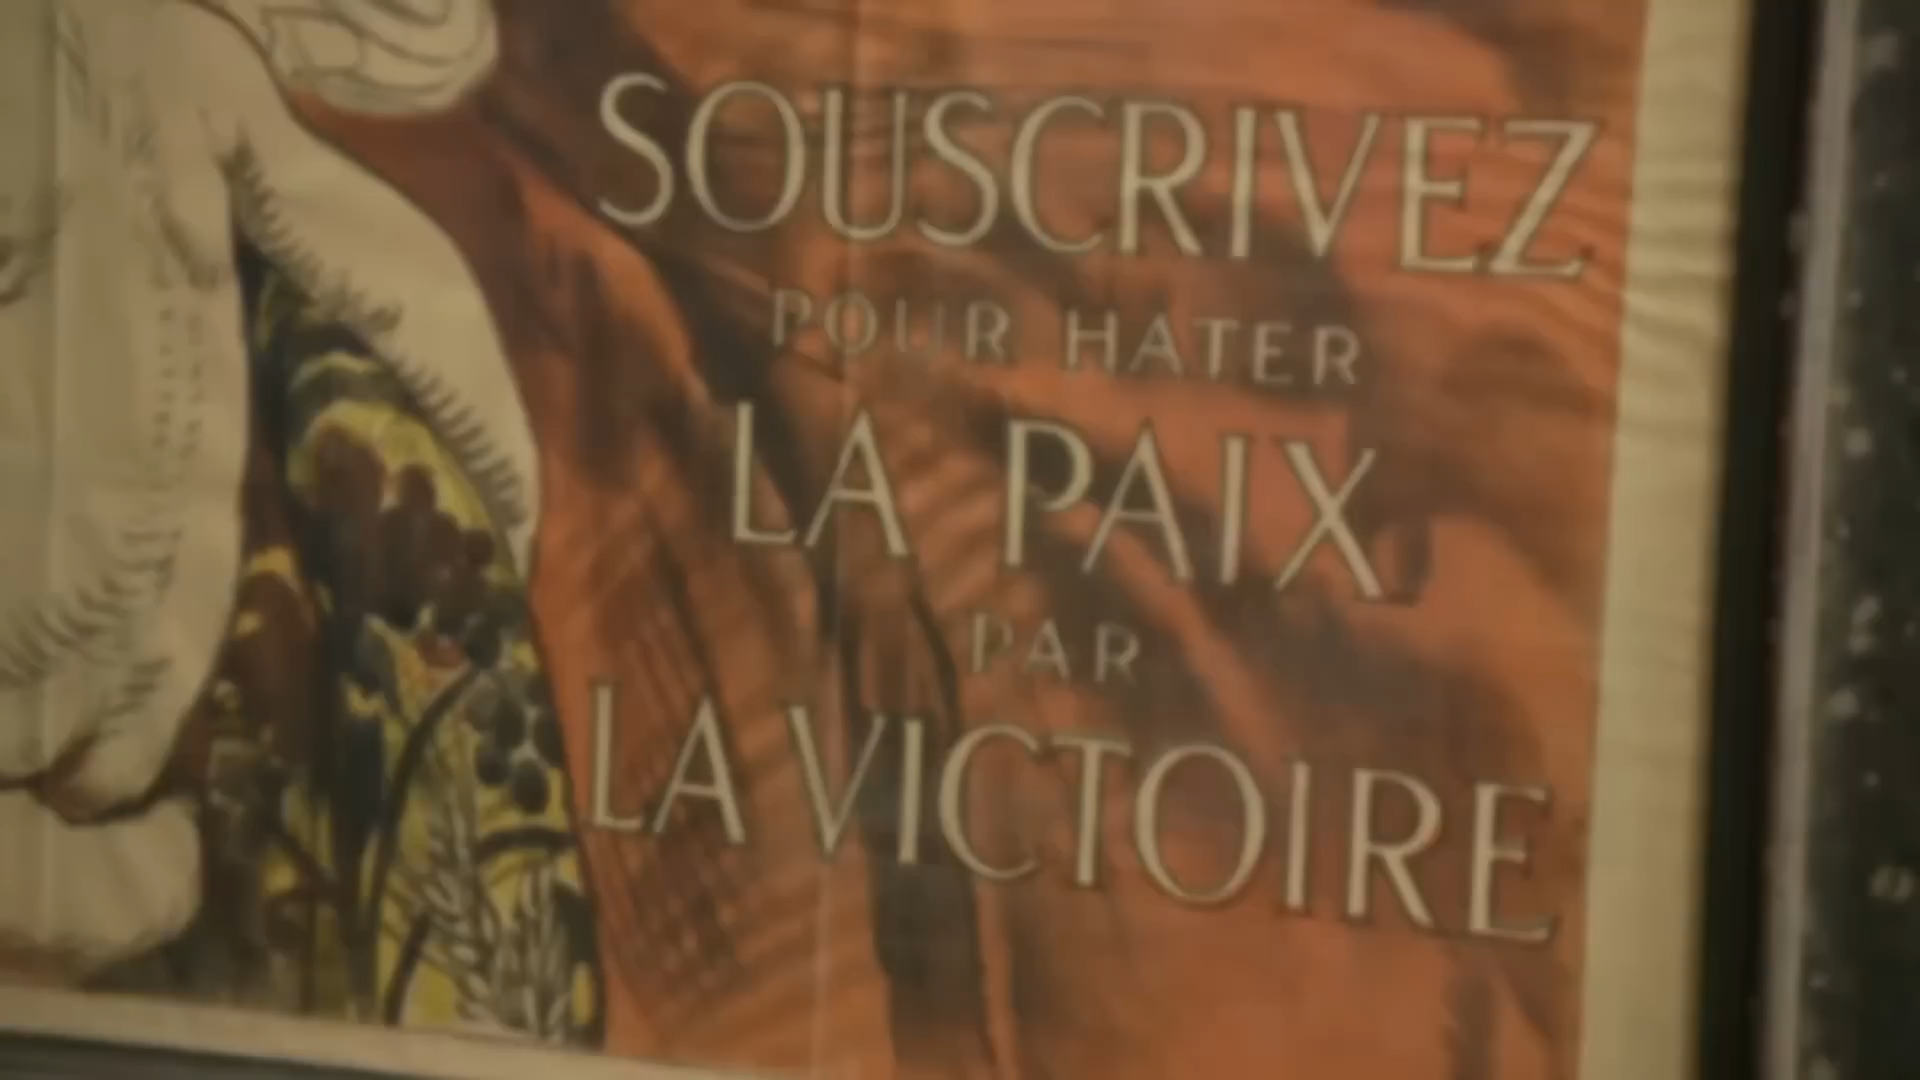 SOUSCRIVEZ
POUR HATER
LA PAIX
PAR
LA VICTOIRE